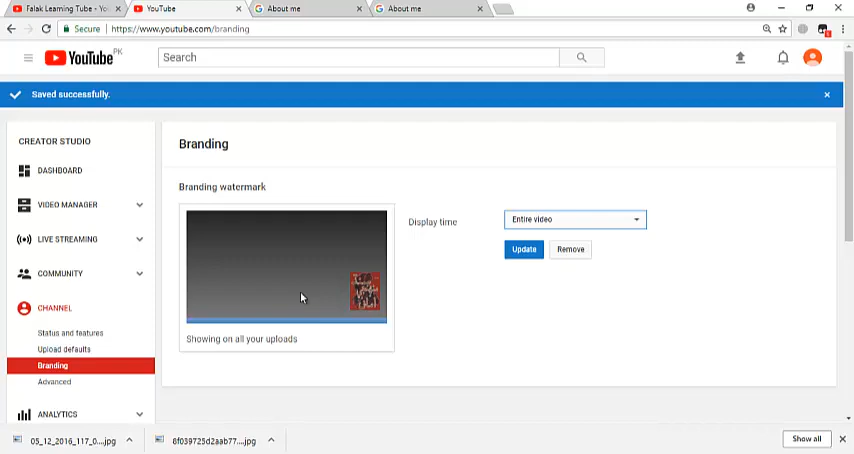 Falak Learning Tube - Yo
YouTube
About me
About me
Secure
https://www.youtube.com/branding
YouTube PK
Search
Saved successfully.
CREATOR STUDIO
DASHBOARD
VIDEO MANAGER
LIVE STREAMING
COMMUNITY
CHANNEL
Status and features
Upload defaults
Branding
Advanced
ANALYTICS
Branding
Branding watermark
Showing on all your uploads
Display time
Entire video
Update
Remove
05_12_2016_117_0....jpg
8f039725d2aab77....jpg
Show all